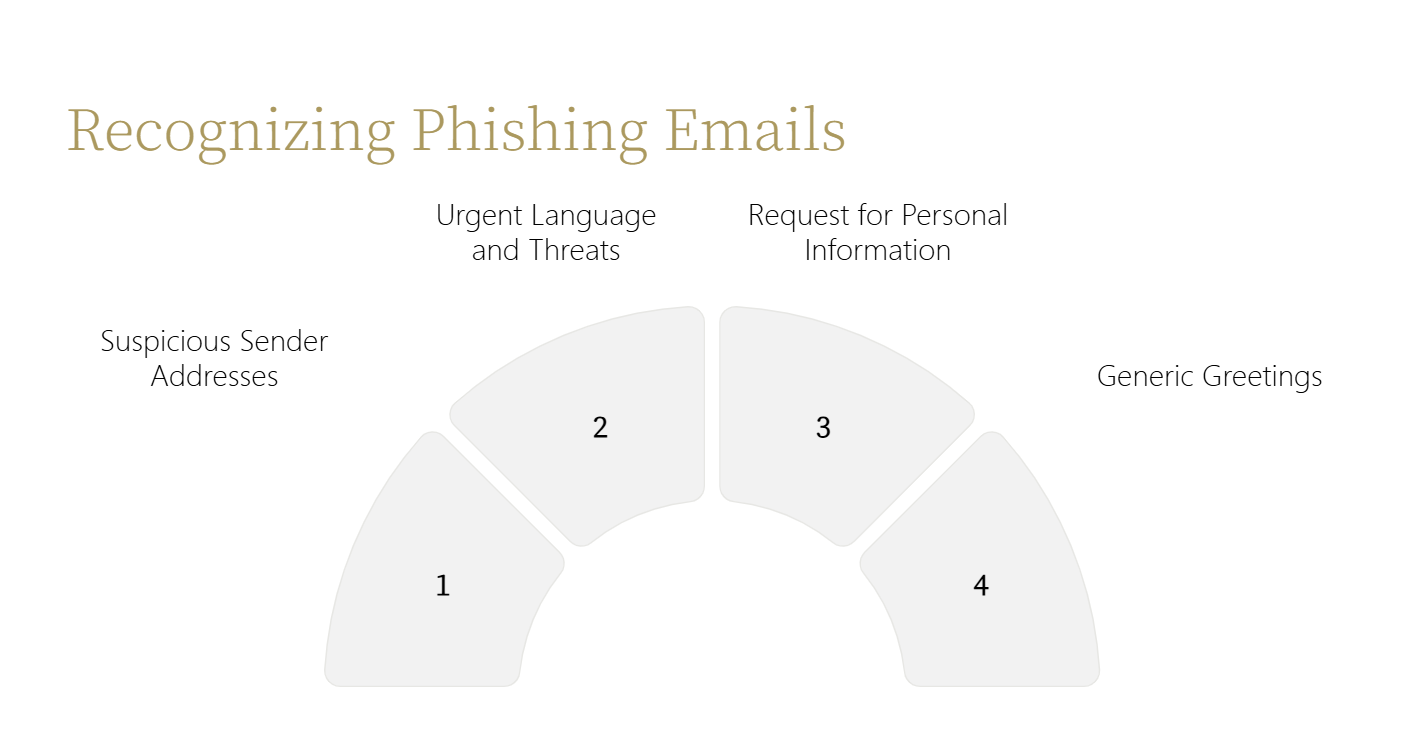 Recognizing Phishing Emails
Urgent Language
and Threats
Request for Personal
Information
Suspicious Sender
Addresses
Generic Greetings
1
2
3
4